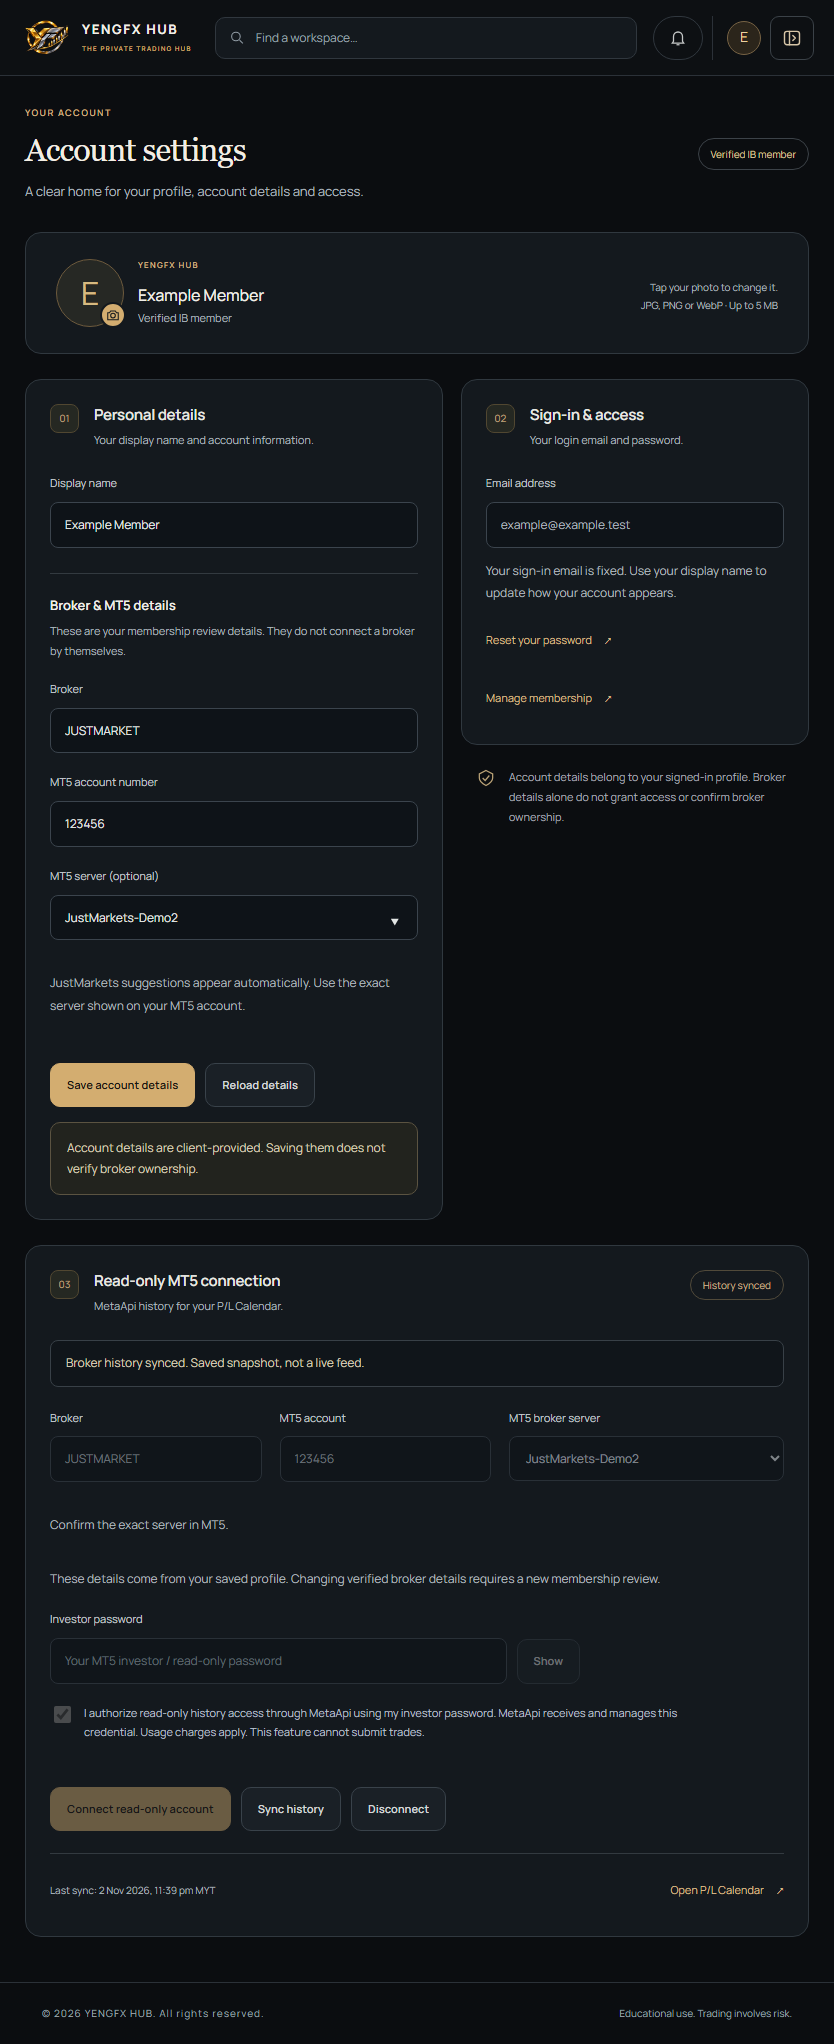 YENGFX HUB
THE PRIVATE TRADING HUB
Find a workspace...
E
YOUR ACCOUNT
Account settings
Verified IB member
A clear home for your profile, account details and access.
E
YENGFX HUB
Example Member
Verified IB member
Tap your photo to change it.
JPG, PNG or WebP · Up to 5 MB
01
Personal details
Your display name and account information.
Display name
Example Member
Broker & MT5 details
These are your membership review details. They do not connect a broker
by themselves.
Broker
JUSTMARKET
MT5 account number
123456
MT5 server (optional)
JustMarkets-Demo2
JustMarkets suggestions appear automatically. Use the exact
server shown on your MT5 account.
Save account details
Reload details
Account details are client-provided. Saving them does not
verify broker ownership.
02
Sign-in & access
Your login email and password.
Email address
example@example.test
Your sign-in email is fixed. Use your display name to
update how your account appears.
Reset your password ↗
Manage membership ↗
Account details belong to your signed-in profile. Broker
details alone do not grant access or confirm broker
ownership.
03
Read-only MT5 connection
MetaApi history for your P/L Calendar.
History synced
Broker history synced. Saved snapshot, not a live feed.
Broker
MT5 account
MT5 broker server
JUSTMARKET
123456
JustMarkets-Demo2
Confirm the exact server in MT5.
These details come from your saved profile. Changing verified broker details requires a new membership review.
Investor password
Your MT5 investor / read-only password
Show
I authorize read-only history access through MetaApi using my investor password. MetaApi receives and manages this
credential. Usage charges apply. This feature cannot submit trades.
Connect read-only account
Sync history
Disconnect
Last sync: 2 Nov 2026, 11:39 pm MYT
Open P/L Calendar ↗
© 2026 YENGFX HUB. All rights reserved.
Educational use. Trading involves risk.